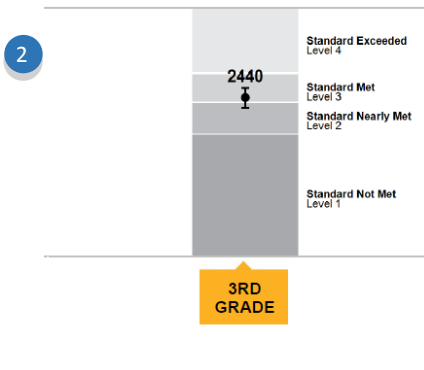 2
Standard Exceeded
Level 4
2440
Standard Met
Level 3
Standard Nearly Met
Level 2
Standard Not Met
Level 1
3RD
GRADE